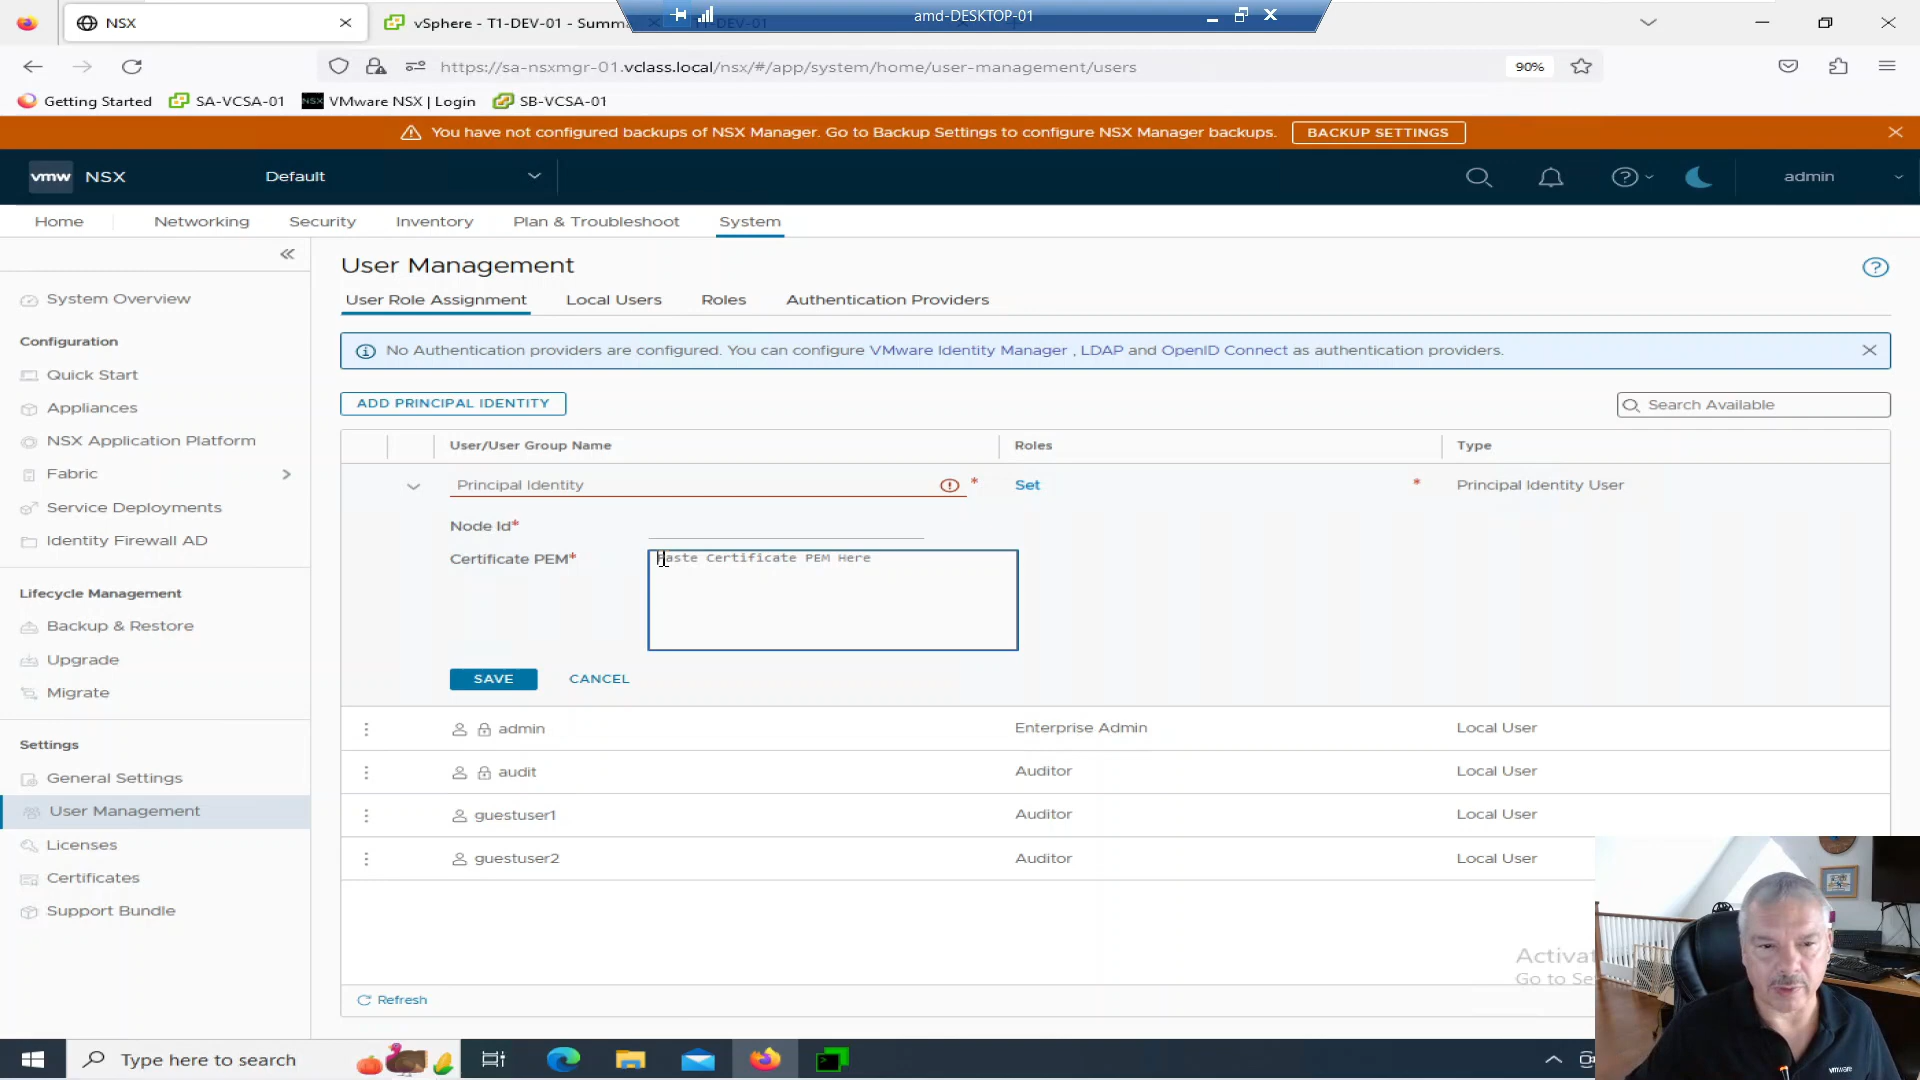 NSX
vSphere - T1-DEV-01 - Summ
amd-DESKTOP-01
https://sa-nsxmgr-01.vclass.local/nsx/#/app/system/home/user-management/users
90%
Getting Started
SA-VCSA-01
NSX
VMware NSX | Login
SB-VCSA-01
You have not configured backups of NSX Manager. Go to Backup Settings to configure NSX Manager backups.
BACKUP SETTINGS
vmw
NSX
Default
admin
Home
Networking
Security
Inventory
Plan & Troubleshoot
System
System Overview
Configuration
Quick Start
Appliances
NSX Application Platform
Fabric
Service Deployments
Identity Firewall AD
Lifecycle Management
Backup & Restore
Upgrade
Migrate
Settings
General Settings
User Management
Licenses
Certificates
Support Bundle
User Management
User Role Assignment
Local Users
Roles
Authentication Providers
No Authentication providers are configured. You can configure VMware Identity Manager , LDAP and OpenID Connect as authentication providers.
ADD PRINCIPAL IDENTITY
Search Available
User/User Group Name
Roles
Type
Principal Identity
*
Set
*
Principal Identity User
Node Id*
Certificate PEM*
Paste Certificate PEM Here
SAVE
CANCEL
admin
Enterprise Admin
Local User
audit
Auditor
Local User
guestuser1
Auditor
Local User
guestuser2
Auditor
Local User
Refresh
Activat
Go to Se
Type here to search
vmware